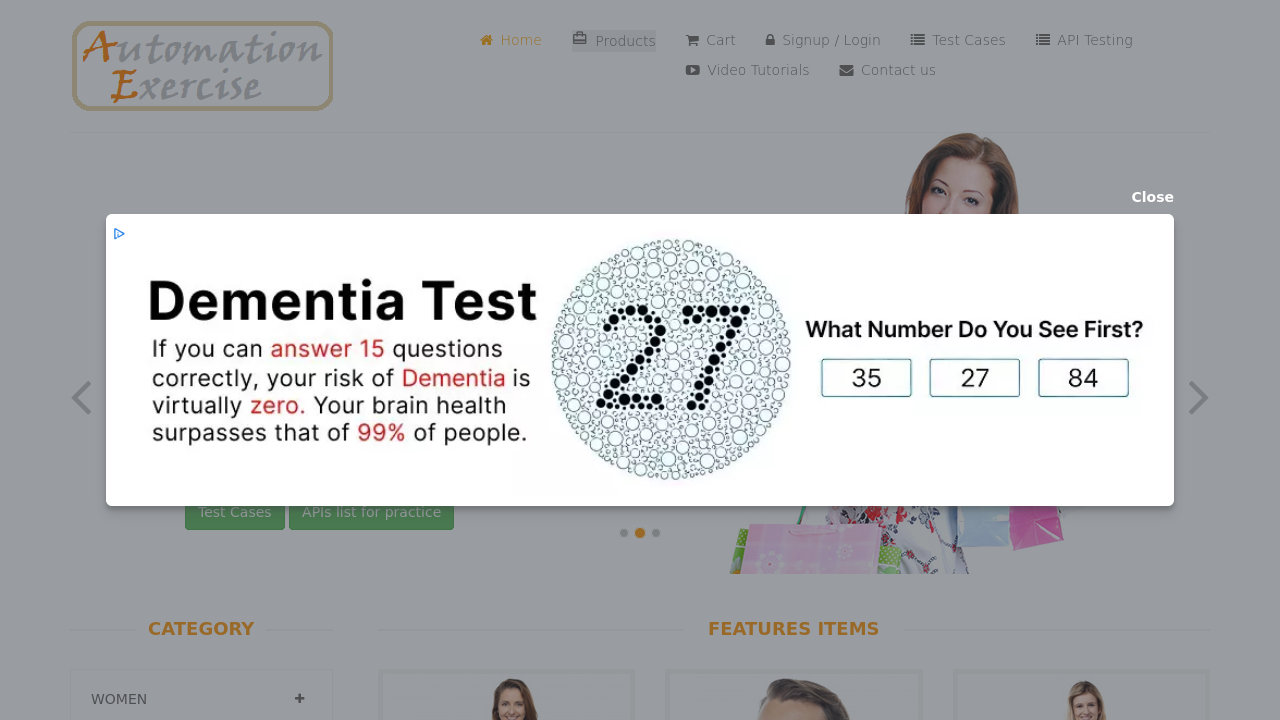 Automation
Exercise
Home
Products
Cart
Signup / Login
Test Cases
API Testing
Video Tutorials
Contact us
Close
Dementia Test
If you can answer 15 questions
correctly, your risk of Dementia is
virtually zero. Your brain health
surpasses that of 99% of people.
27
What Number Do You See First?
35 27 84
Test Cases
APIs list for practice
CATEGORY
FEATURES ITEMS
WOMEN